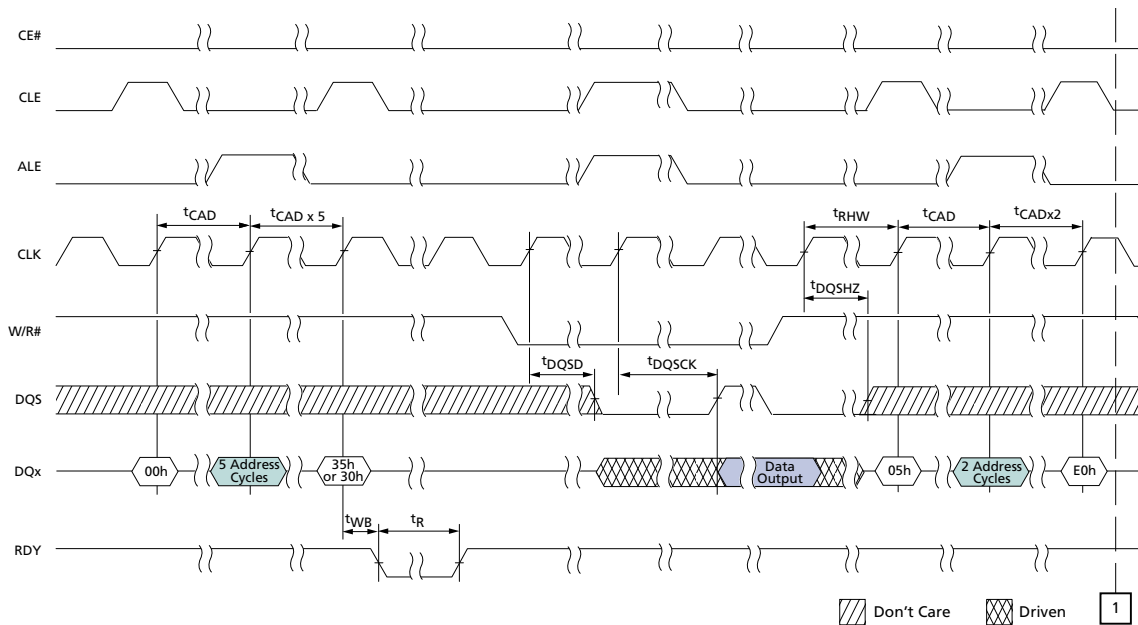 CE#
CLE
ALE
tCAD
tCAD x 5
tRHW
tCAD
tCADx2
CLK
tDQSHZ
W/R#
tDQSD
tDQSCK
DQS
DQx
00h
5 Address
Cycles
35h
or 30h
Data
Output
05h
2 Address
Cycles
E0h
tWB
tR
RDY
Don't Care
Driven
1